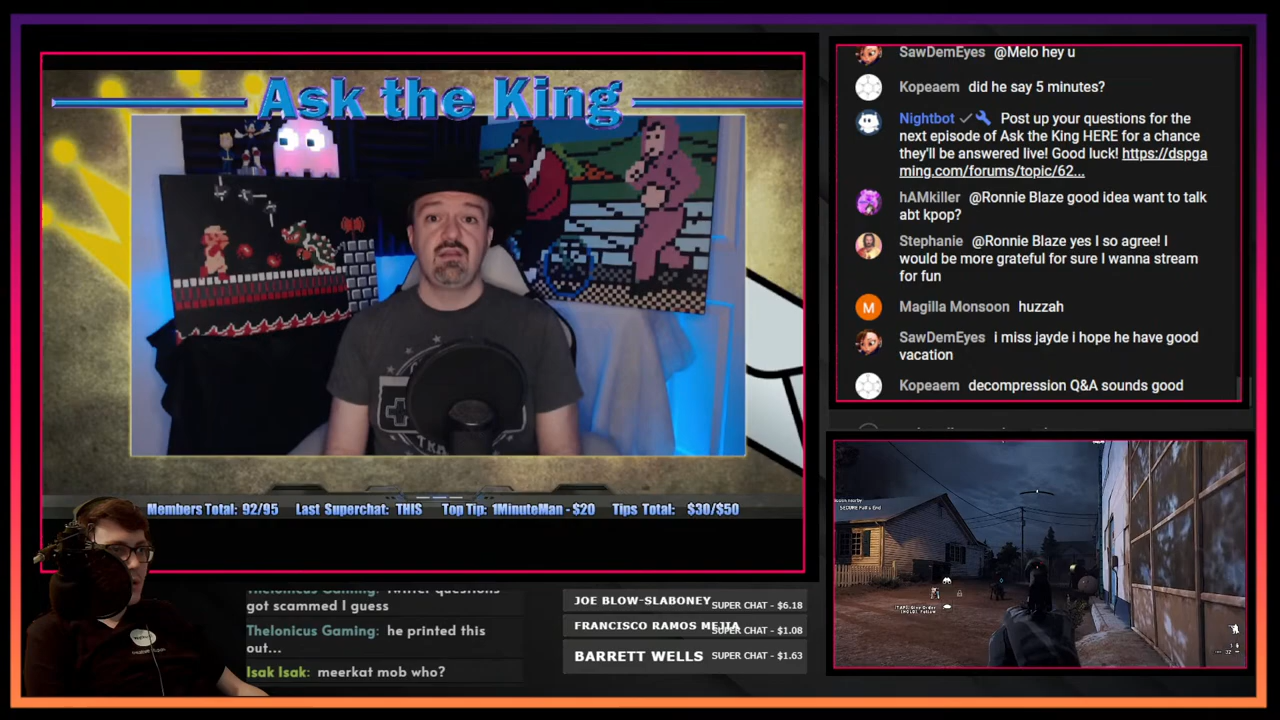 Ask the King
Members Total: 92/95
Last Superchat: THIS
Top Tip: 1MinuteMan - $20
Tips Total: $30/$50
SawDemEyes @Melo hey u
Kopeaem did he say 5 minutes?
Nightbot Post up your questions for the
next episode of Ask the King HERE for a chance
they'll be answered live! Good luck! https://dspga
ming.com/forums/topic/62...
hAMkiller @Ronnie Blaze good idea want to talk
abt kpop?
Stephanie @Ronnie Blaze yes I so agree! I
would be more grateful for sure I wanna stream
for fun
M Magilla Monsoon huzzah
SawDemEyes i miss jayde i hope he have good
vacation
Kopeaem decompression Q&A sounds good
Thelonicus Gaming: Twitter questions
got scammed I guess
Thelonicus Gaming: he printed this
out...
Isak Isak: meerkat mob who?
JOE BLOW-SLABONEY SUPER CHAT - $6.18
FRANCISCO RAMOS MEJIA SUPER CHAT - $1.08
BARRETT WELLS SUPER CHAT - $1.63